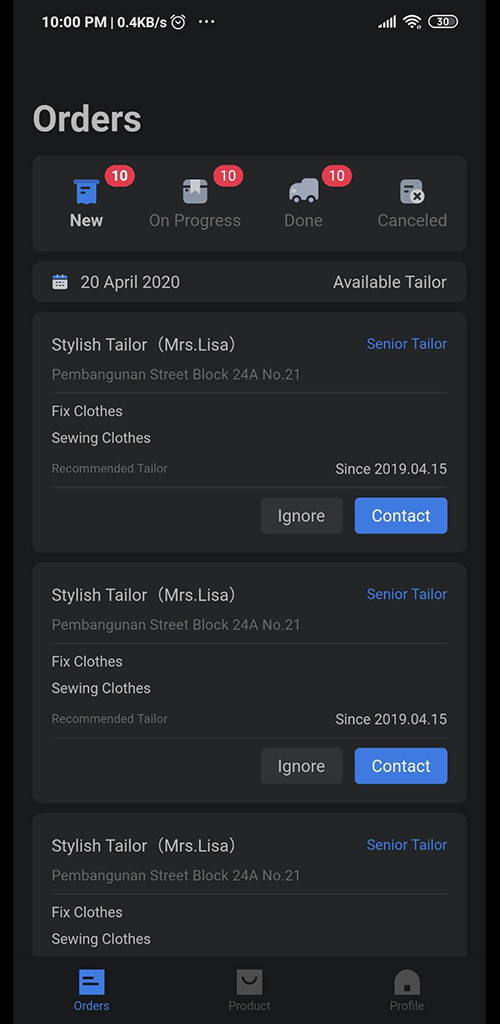 10:00 PM | 0.4KB/s ... 30
Orders
10 10 10
New On Progress Done Canceled
20 April 2020 Available Tailor
Stylish Tailor (Mrs.Lisa) Senior Tailor
Pembangunan Street Block 24A No.21
Fix Clothes
Sewing Clothes
Recommended Tailor Since 2019.04.15
Ignore Contact
Stylish Tailor (Mrs.Lisa) Senior Tailor
Pembangunan Street Block 24A No.21
Fix Clothes
Sewing Clothes
Recommended Tailor Since 2019.04.15
Ignore Contact
Stylish Tailor (Mrs.Lisa) Senior Tailor
Pembangunan Street Block 24A No.21
Fix Clothes
Sewing Clothes
Orders Product Profile